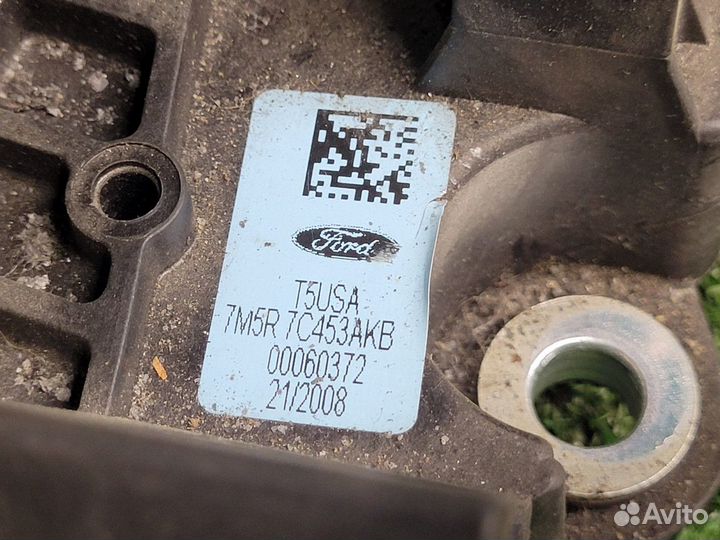 Ford
T5USA
7M5R 7C453AKB
00060372
21/2008
Avito